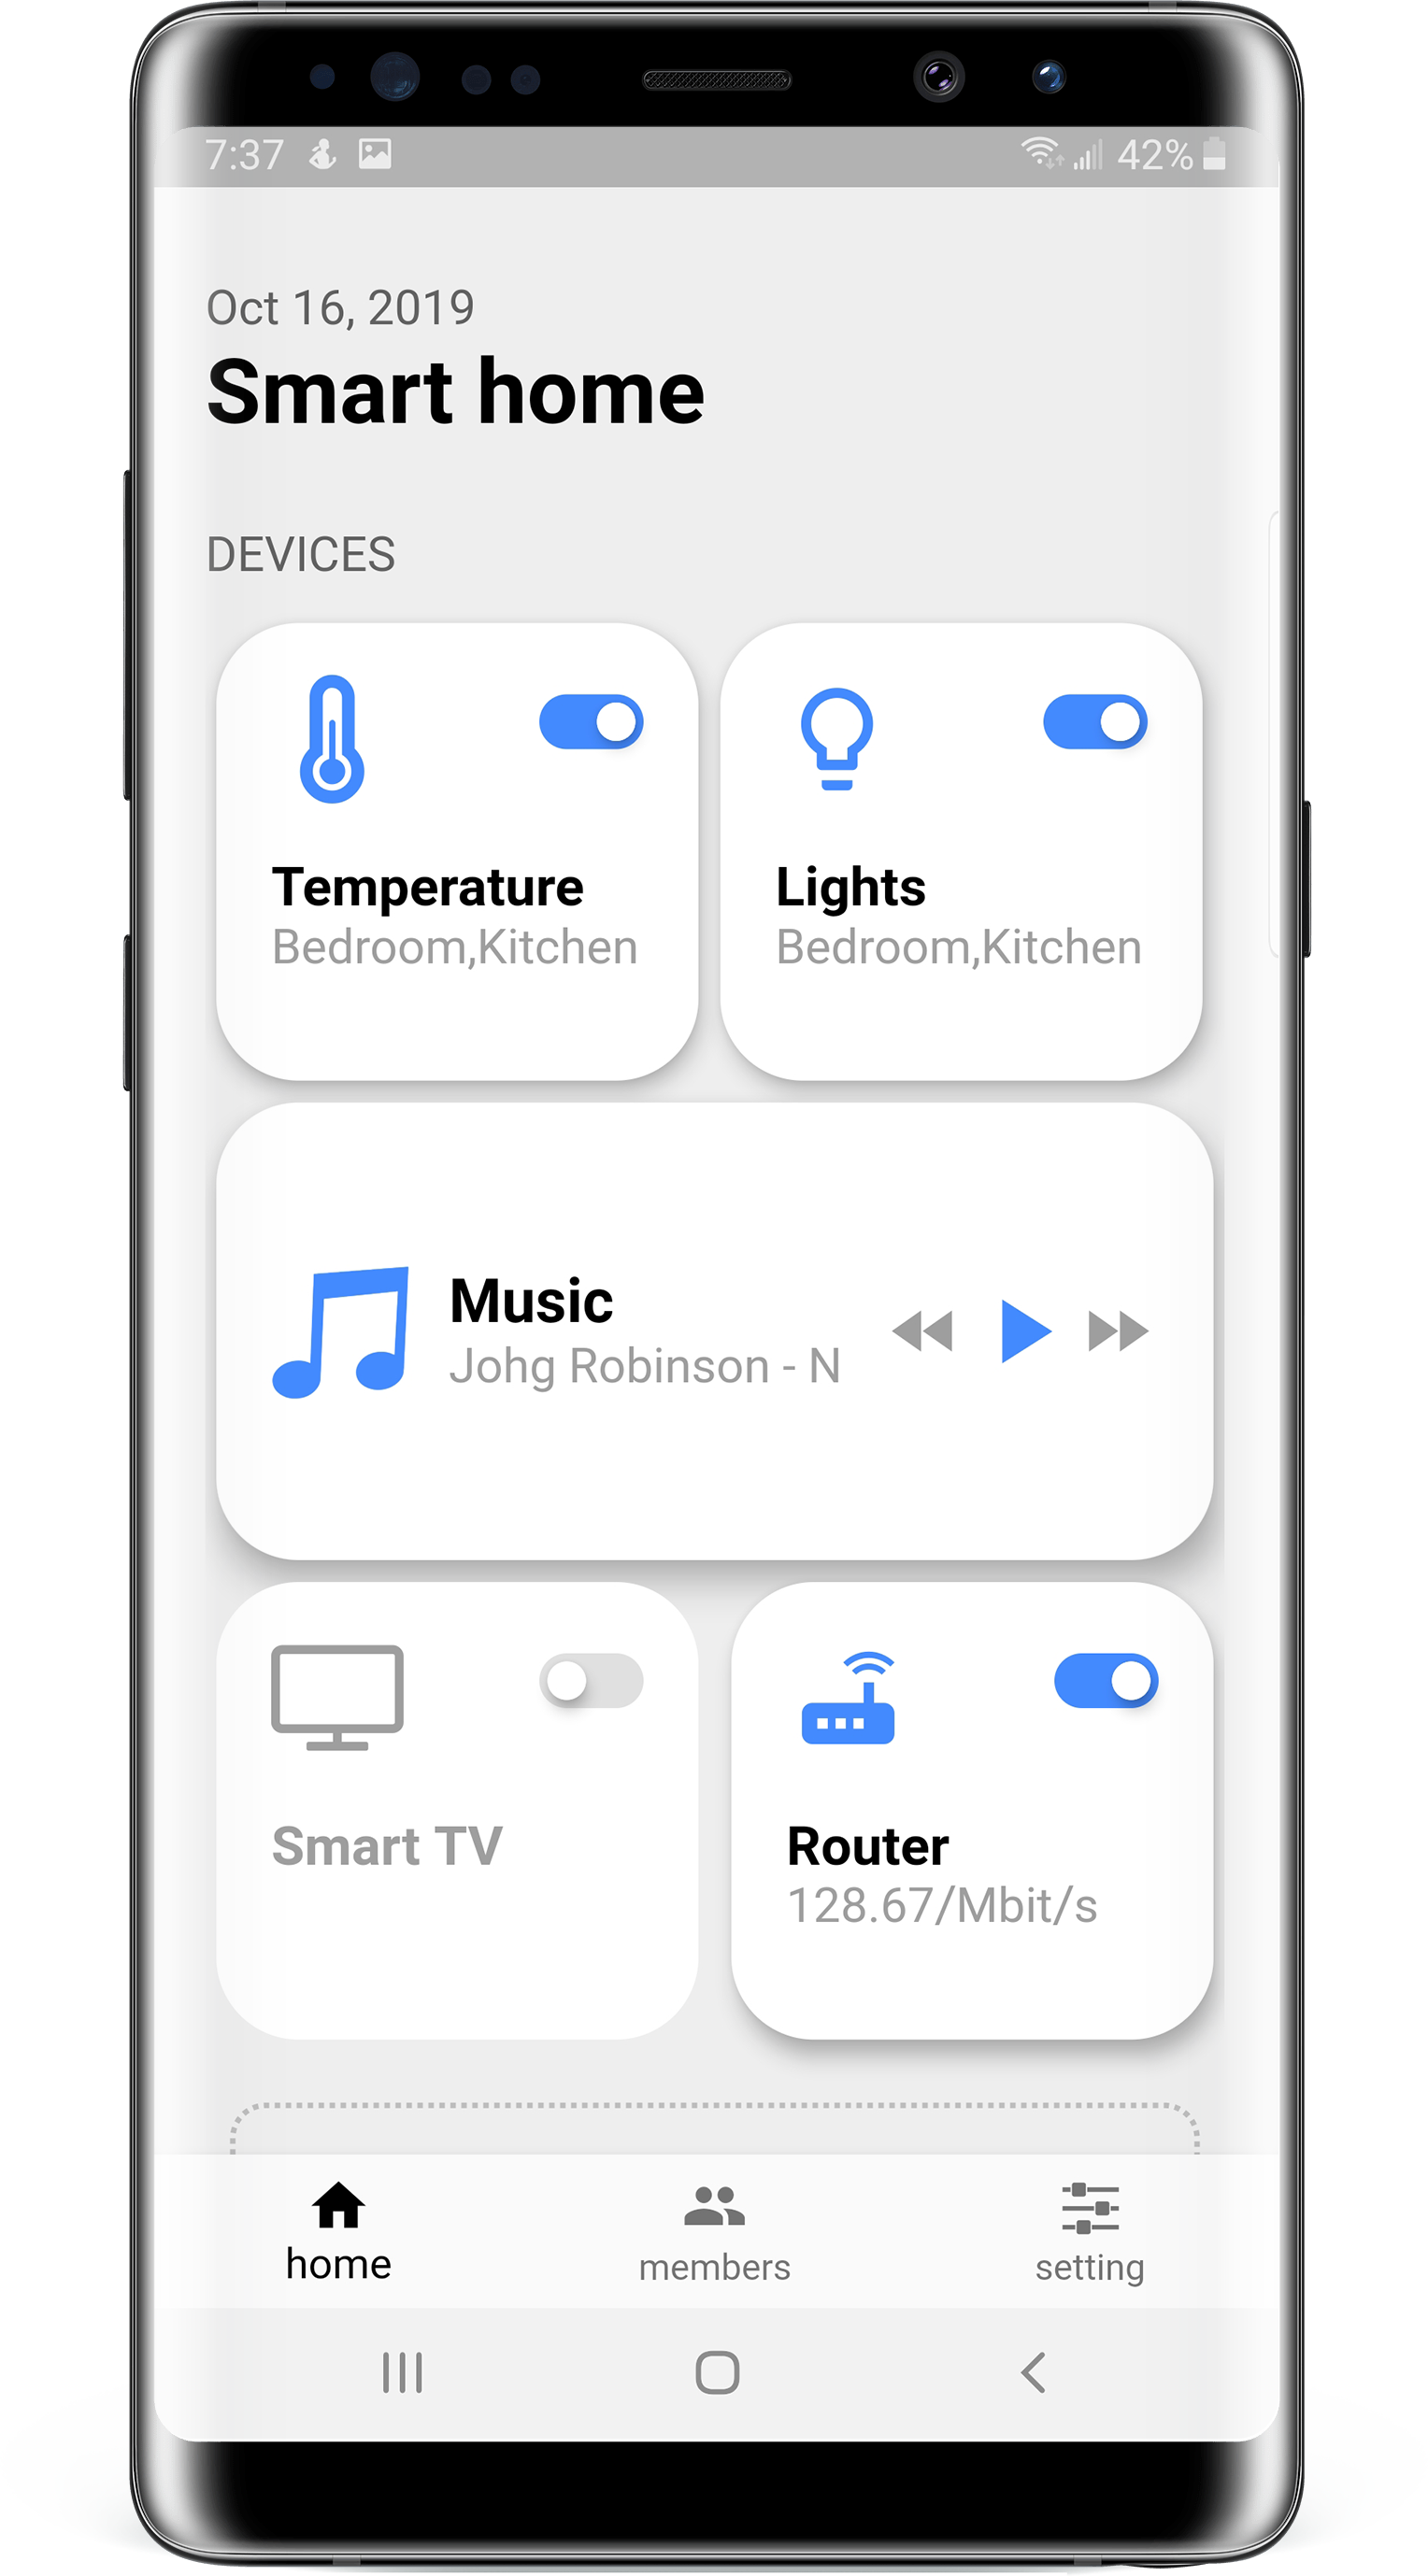 7:37 42%
Oct 16, 2019
Smart home
DEVICES
Temperature
Bedroom,Kitchen
Lights
Bedroom,Kitchen
Music
Johg Robinson - N
Smart TV
Router
128.67/Mbit/s
home
members
setting